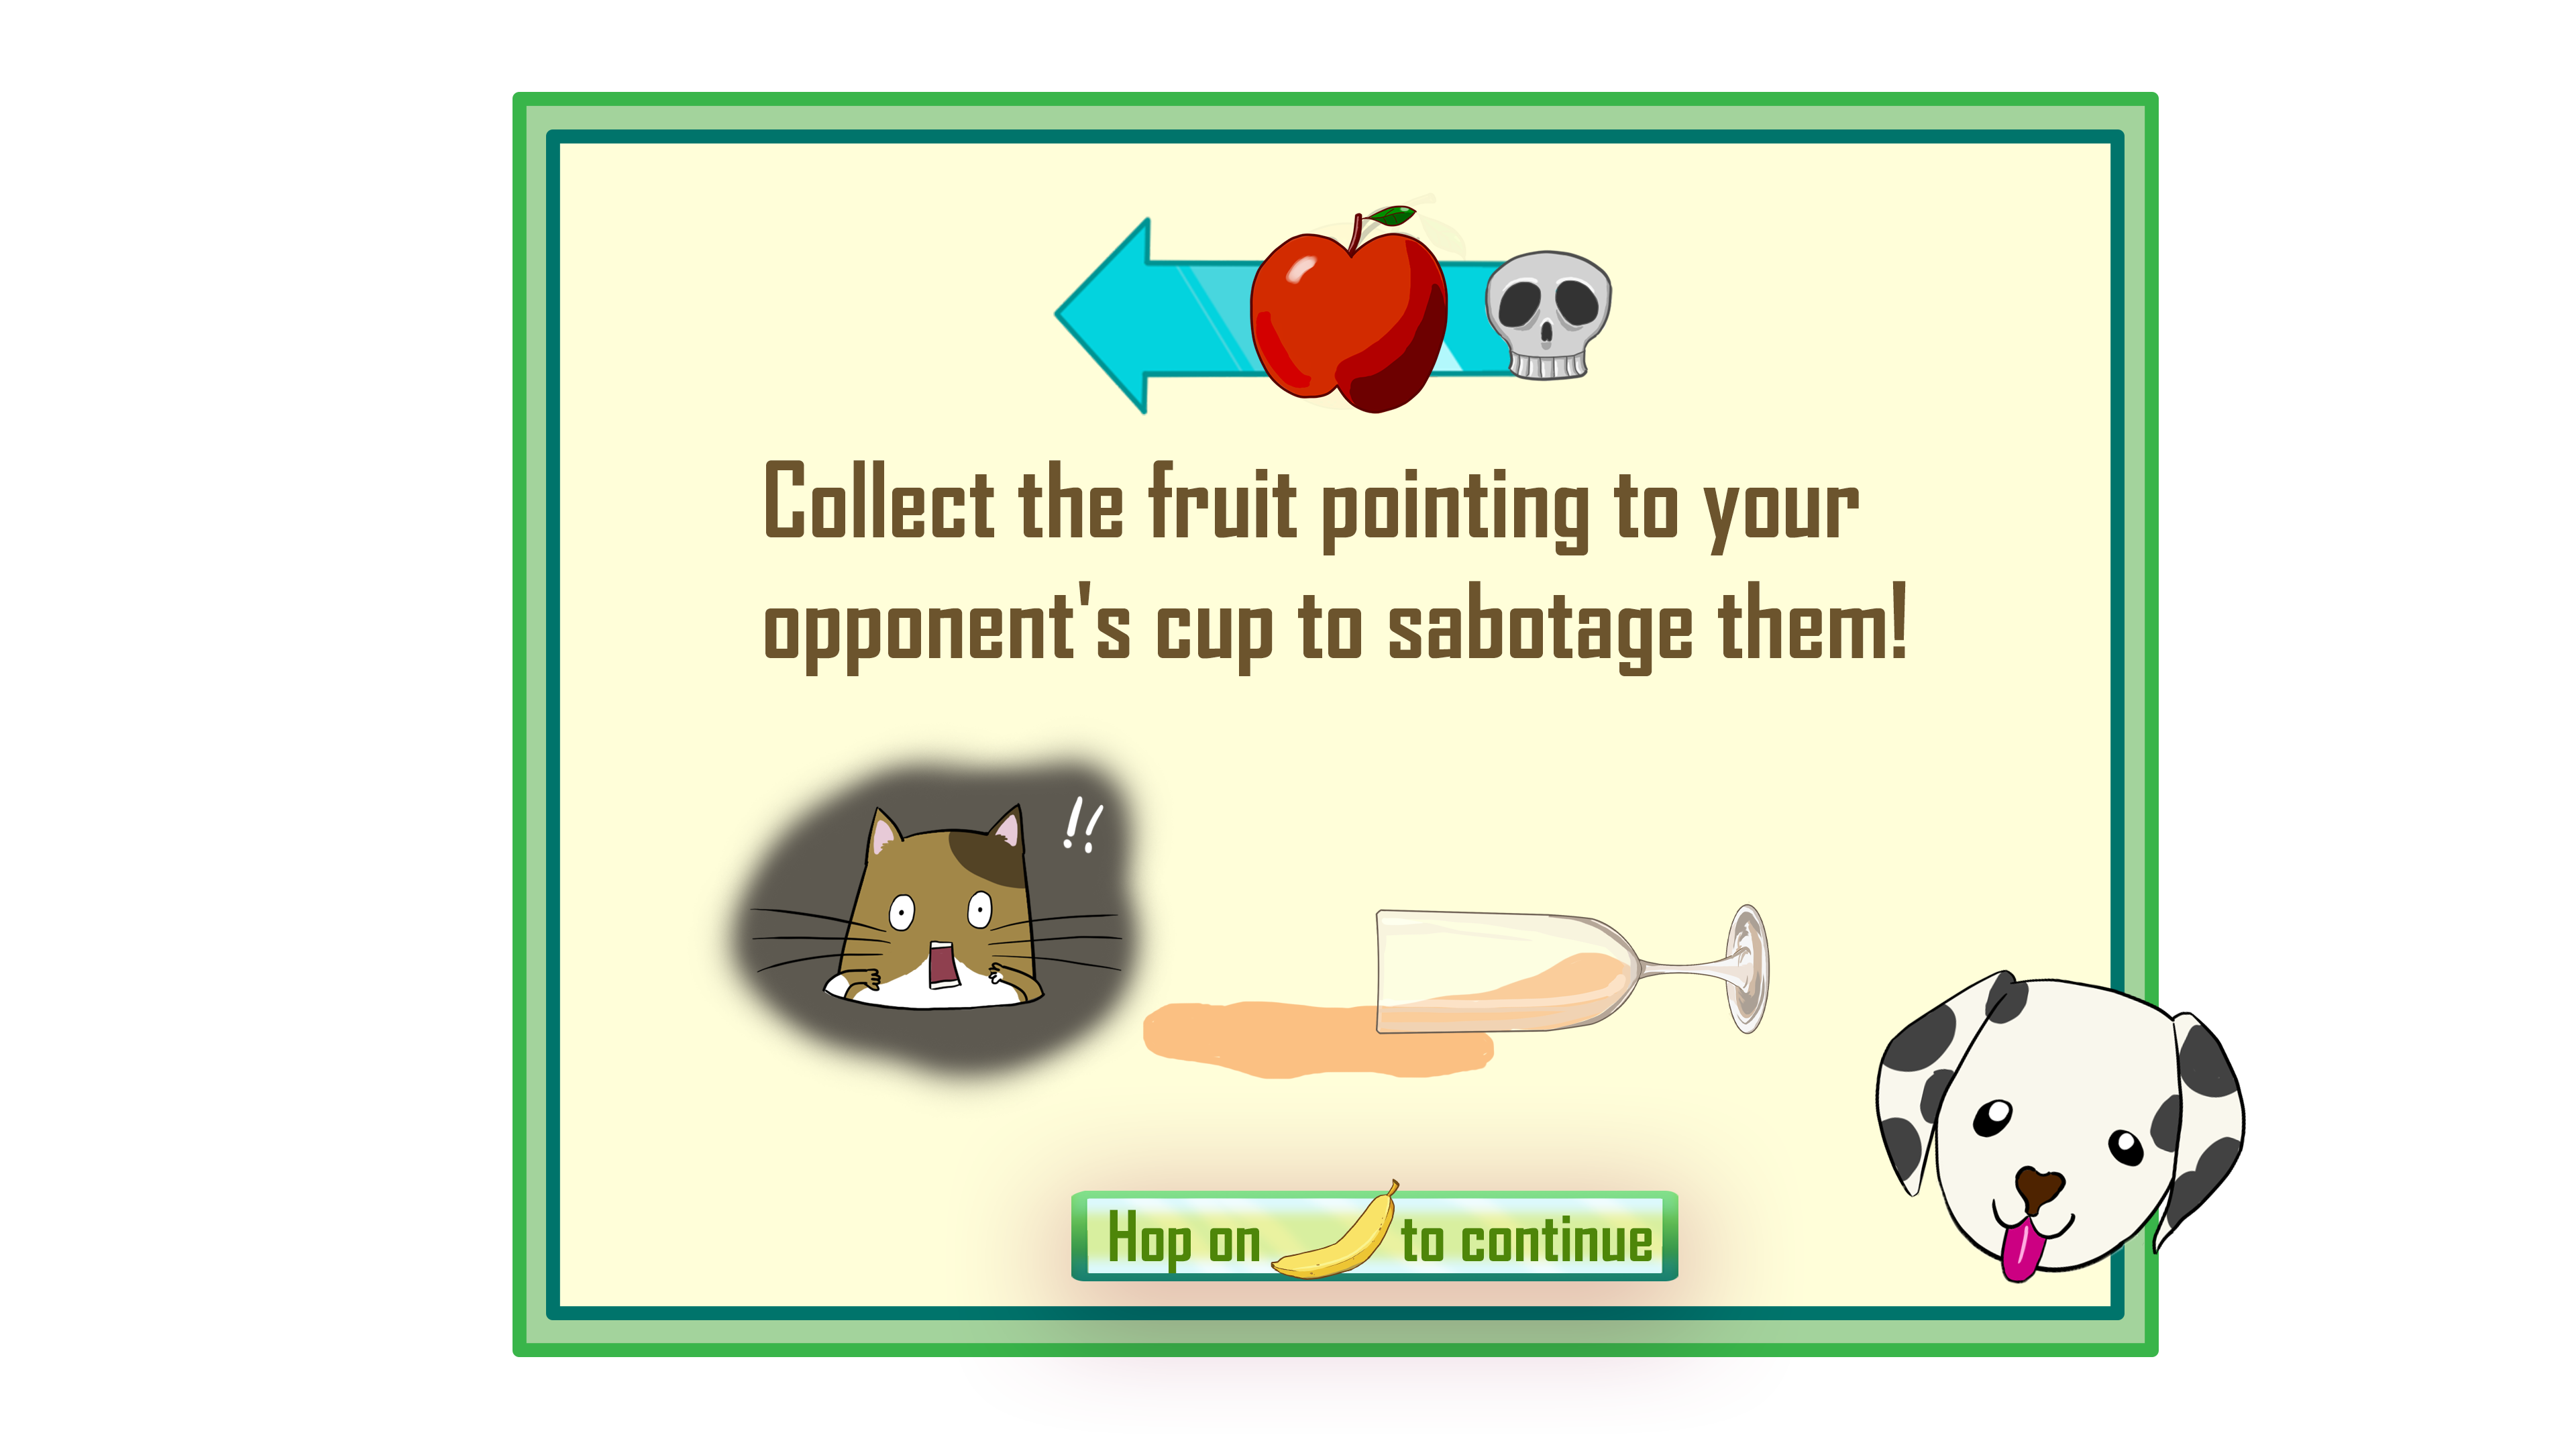 Collect the fruit pointing to your
opponent's cup to sabotage them!
!!
Hop on to continue